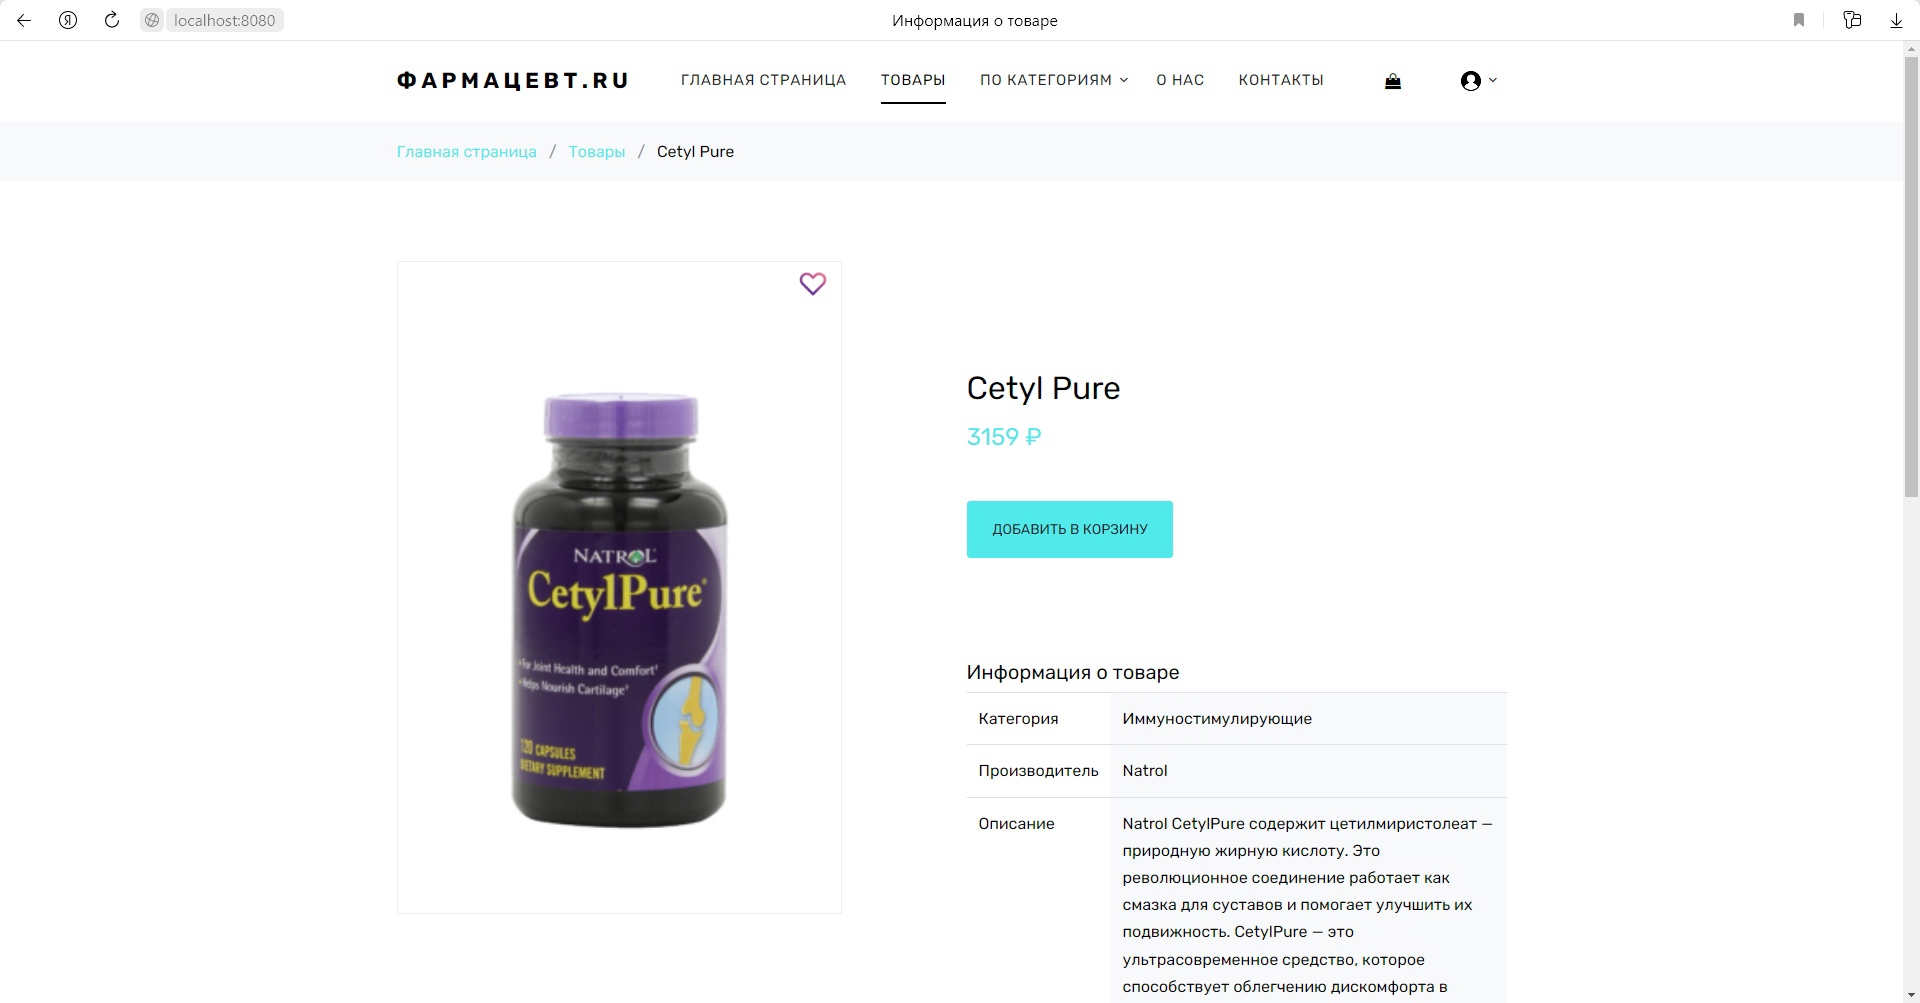 localhost:8080
Информация о товаре
ФАРМАЦЕВТ.RU
ГЛАВНАЯ СТРАНИЦА
ТОВАРЫ
ПО КАТЕГОРИЯМ
О НАС
КОНТАКТЫ
Главная страница / Товары / Cetyl Pure
NATROL
CetylPure®
• For Joint Health and Comfort†
• Helps Nourish Cartilage†
120 CAPSULES
DIETARY SUPPLEMENT
Cetyl Pure
3159 ₽
ДОБАВИТЬ В КОРЗИНУ
Информация о товаре
Категория Иммуностимулирующие
Производитель Natrol
Описание Natrol CetylPure содержит цетилмиристолеат —
природную жирную кислоту. Это
революционное соединение работает как
смазка для суставов и помогает улучшить их
подвижность. CetylPure — это
ультрасовременное средство, которое
способствует облегчению дискомфорта в